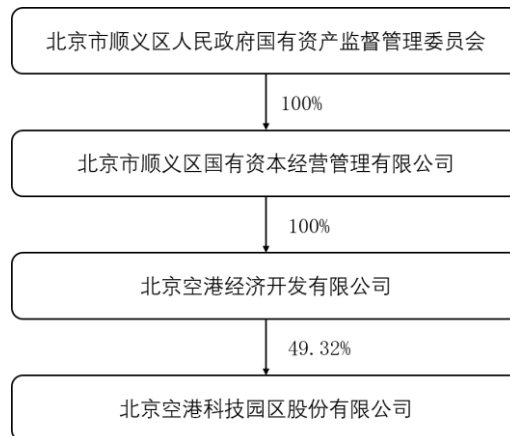 北京市顺义区人民政府国有资产监督管理委员会
100%
北京市顺义区国有资本经营管理有限公司
100%
北京空港经济开发有限公司
49.32%
北京空港科技园区股份有限公司